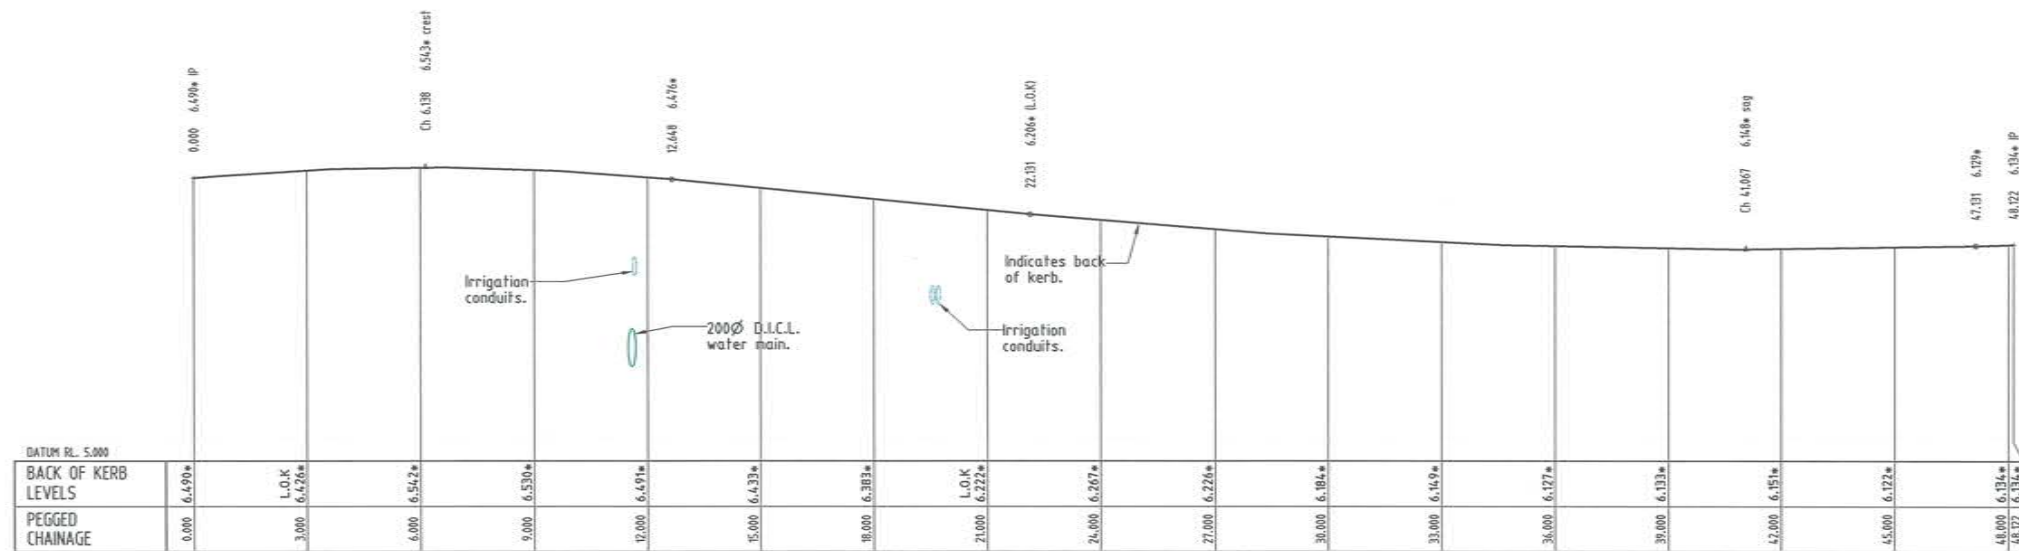 0.000 6.490* IP
Ch 6.138 6.543* crest
12.648 6.476*
22.131 6.206* (L.O.K)
Ch 41.067 6.148* sag
47.131 6.129*
48.122 6.134* IP
Irrigation
conduits.
200Ø D.I.C.L.
water main.
Indicates back
of kerb.
Irrigation
conduits.
DATUM RL. 5.000
BACK OF KERB
LEVELS
6.490*
L.O.K
6.426*
6.542*
6.530*
6.491*
6.433*
6.383*
L.O.K
6.222*
6.267*
6.226*
6.184*
6.149*
6.127*
6.133*
6.151*
6.122*
6.134*
6.134*
PEGGED
CHAINAGE
0.000
3.000
6.000
9.000
12.000
15.000
18.000
21.000
24.000
27.000
30.000
33.000
36.000
39.000
42.000
45.000
48.000
48.122